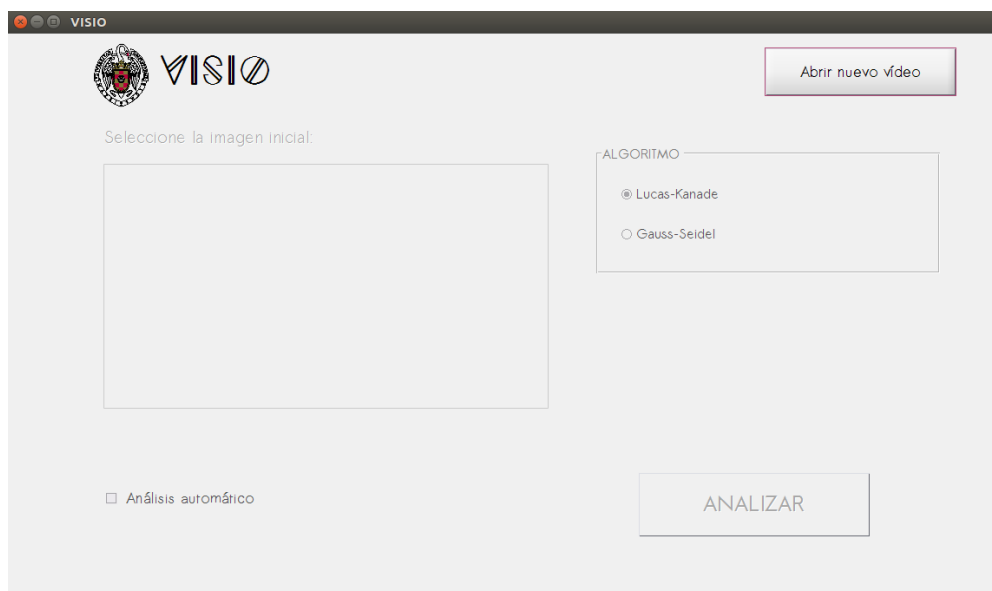 VISIO
VISIO
Abrir nuevo vídeo
Seleccione la imagen inicial:
ALGORITMO
Lucas-Kanade
Gauss-Seidel
Análisis automático
ANALIZAR